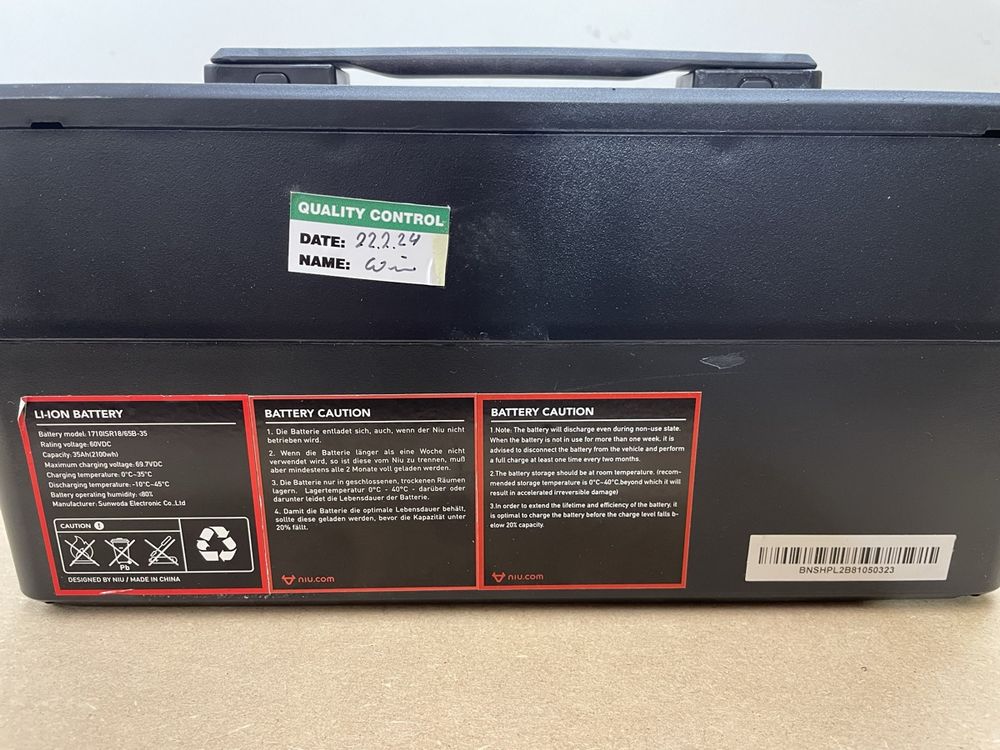 QUALITY CONTROL
DATE: 22.2.24
NAME:
LI-ION BATTERY
Battery model: 1710ISR18/65B-35
Rating voltage: 60VDC
Capacity: 35Ah(2100wh)
Maximum charging voltage: 69.7VDC
Charging temperature: 0°C~35°C
Discharging temperature: -10°C~45°C
Battery operating humidity: ≤80%
Manufacturer: Sunwoda Electronic Co.,Ltd
CAUTION
Pb
DESIGNED BY NIU / MADE IN CHINA
BATTERY CAUTION
1. Die Batterie entladet sich, auch, wenn der Niu nicht
betrieben wird.
2. Wenn die Batterie länger als eine Woche nicht
verwendet wird, so ist diese vom Niu zu trennen, muß
aber mindestens alle 2 Monate voll geladen werden.
3. Die Batterie nur in geschlossenen, trockenen Räumen
lagern. Lagertemperatur 0°C - 40°C - darüber oder
darunter leidet die Lebensdauer der Batterie.
4. Damit die Batterie die optimale Lebensdauer behält,
sollte diese geladen werden, bevor die Kapazität unter
20% fällt.
niu.com
BATTERY CAUTION
1.Note: The battery will discharge even during non-use state.
When the battery is not in use for more than one week, it is
advised to disconnect the battery from the vehicle and perform
a full charge at least one time every two months.
2.The battery storage should be at room temperature. (recom-
mended storage temperature is 0°C~40°C,beyond which it will
result in accelerated irreversible damage)
3.In order to extend the lifetime and efficiency of the battery, it
is optimal to charge the battery before the charge level falls b-
elow 20% capacity.
niu.com
BNSHPL2B81050323